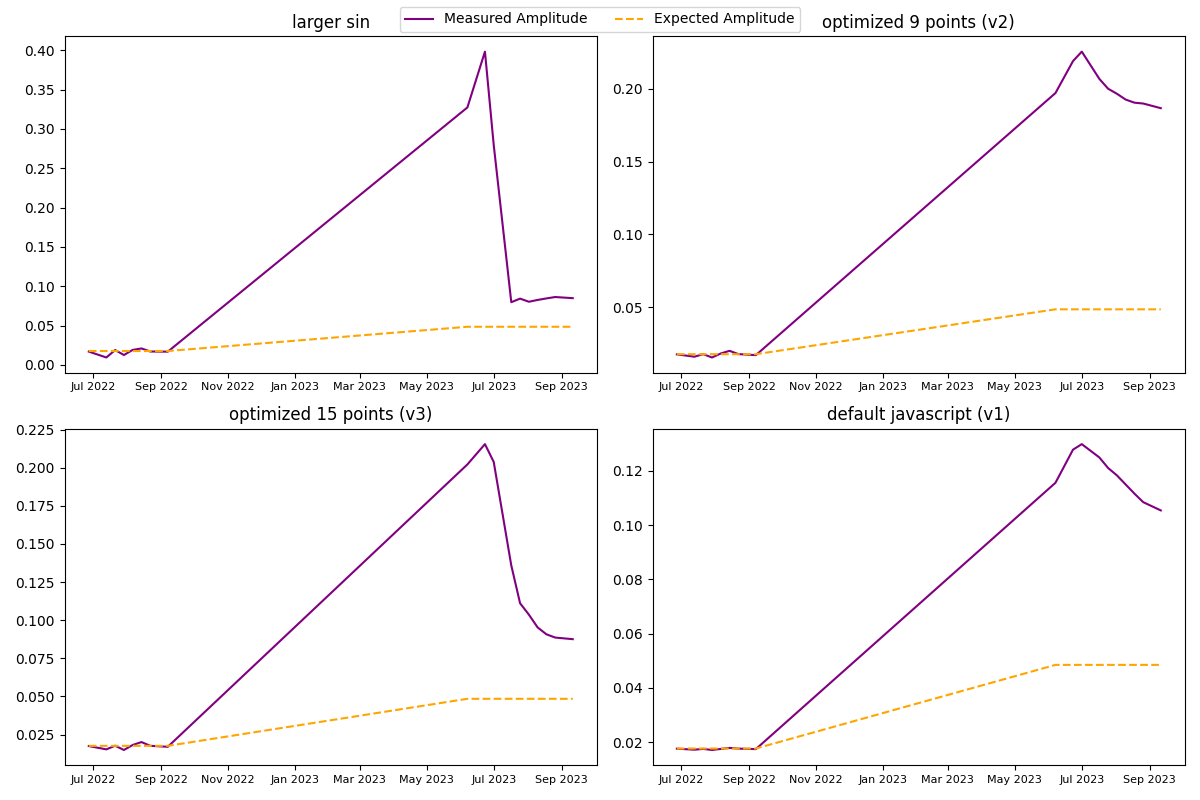 larger sin
Measured Amplitude
Expected Amplitude
optimized 9 points (v2)
0.40
0.35
0.30
0.25
0.20
0.15
0.10
0.05
0.00
Jul 2022 Sep 2022 Nov 2022 Jan 2023 Mar 2023 May 2023 Jul 2023 Sep 2023
0.20
0.15
0.10
0.05
Jul 2022 Sep 2022 Nov 2022 Jan 2023 Mar 2023 May 2023 Jul 2023 Sep 2023
optimized 15 points (v3)
0.225
0.200
0.175
0.150
0.125
0.100
0.075
0.050
0.025
Jul 2022 Sep 2022 Nov 2022 Jan 2023 Mar 2023 May 2023 Jul 2023 Sep 2023
default javascript (v1)
0.12
0.10
0.08
0.06
0.04
0.02
Jul 2022 Sep 2022 Nov 2022 Jan 2023 Mar 2023 May 2023 Jul 2023 Sep 2023